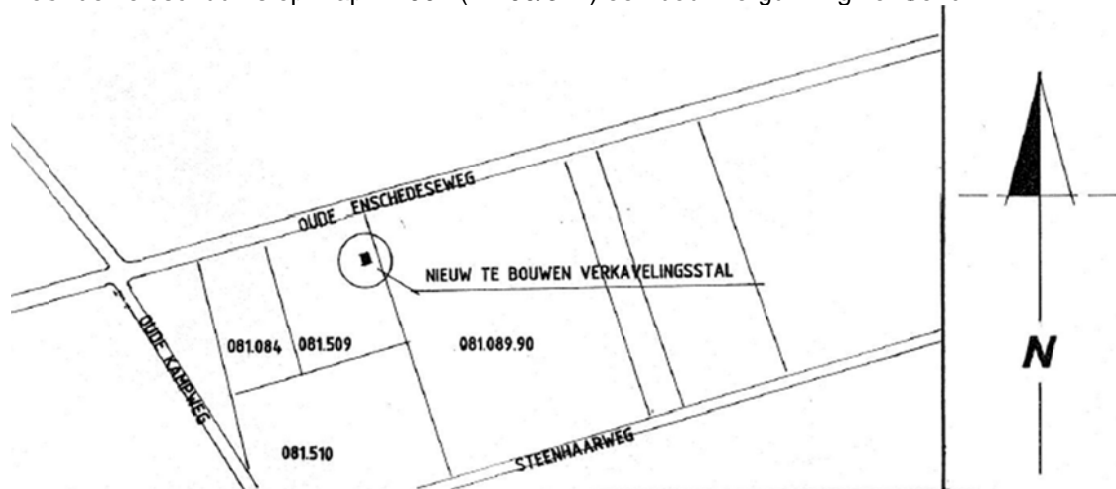 OUDE ENSCHEDESEWEG
NIEUW TE BOUWEN VERKAVELINGSSTAL
OUDE KAMPWEG
081.084
081.509
081.089.90
081.510
STEENHAARWEG
N